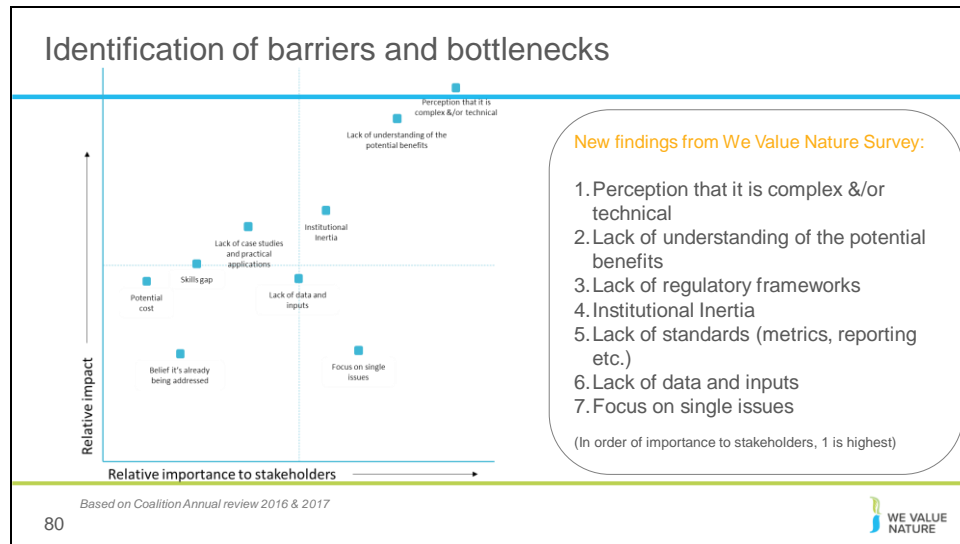 Identification of barriers and bottlenecks
Perception that it is
complex &/or technical
Lack of understanding of the
potential benefits
Institutional
Inertia
Lack of case studies
and practical
applications
Skills gap
Potential
cost
Lack of data and
inputs
Belief it's already
being addressed
Focus on single
issues
Relative impact
Relative importance to stakeholders
New findings from We Value Nature Survey:
1.Perception that it is complex &/or
technical
2.Lack of understanding of the potential
benefits
3.Lack of regulatory frameworks
4.Institutional Inertia
5.Lack of standards (metrics, reporting
etc.)
6.Lack of data and inputs
7.Focus on single issues
(In order of importance to stakeholders, 1 is highest)
Based on Coalition Annual review 2016 & 2017
80
WE VALUE
NATURE